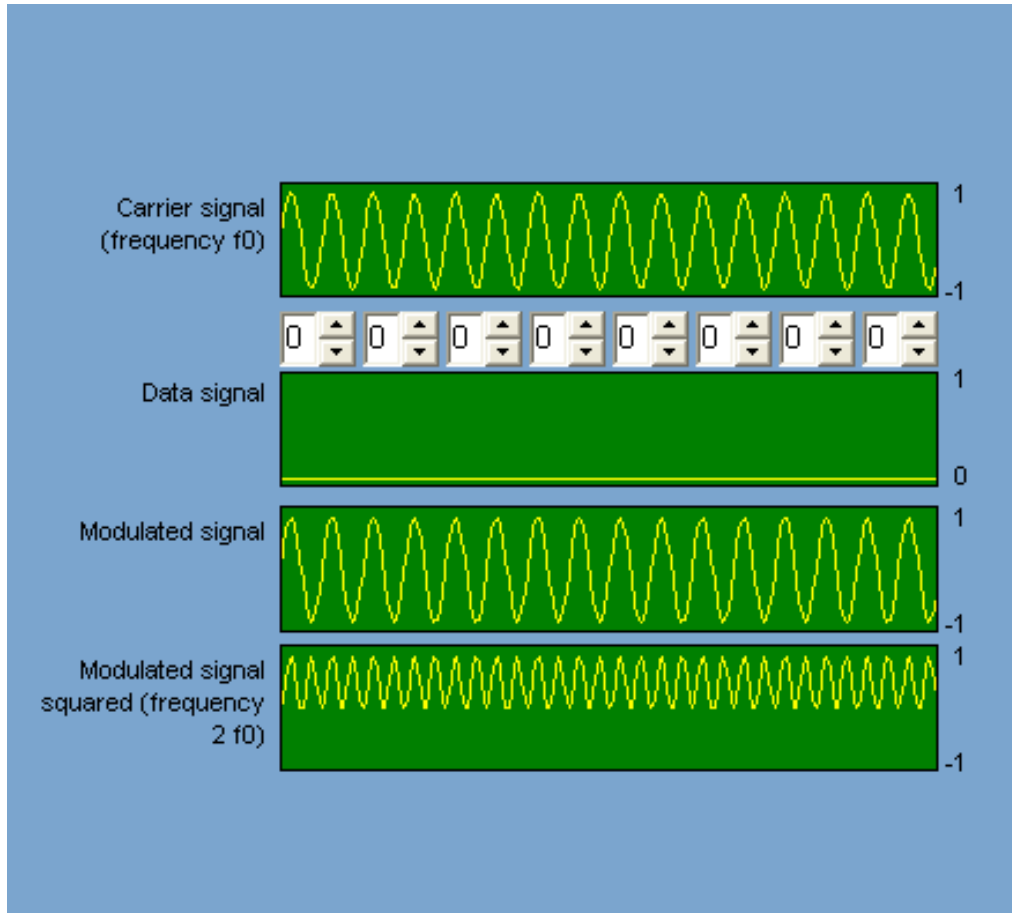 Carrier signal
(frequency f0)
1
-1
0 0 0 0 0 0 0 0
Data signal
1
0
Modulated signal
1
-1
Modulated signal
squared (frequency
2 f0)
1
-1